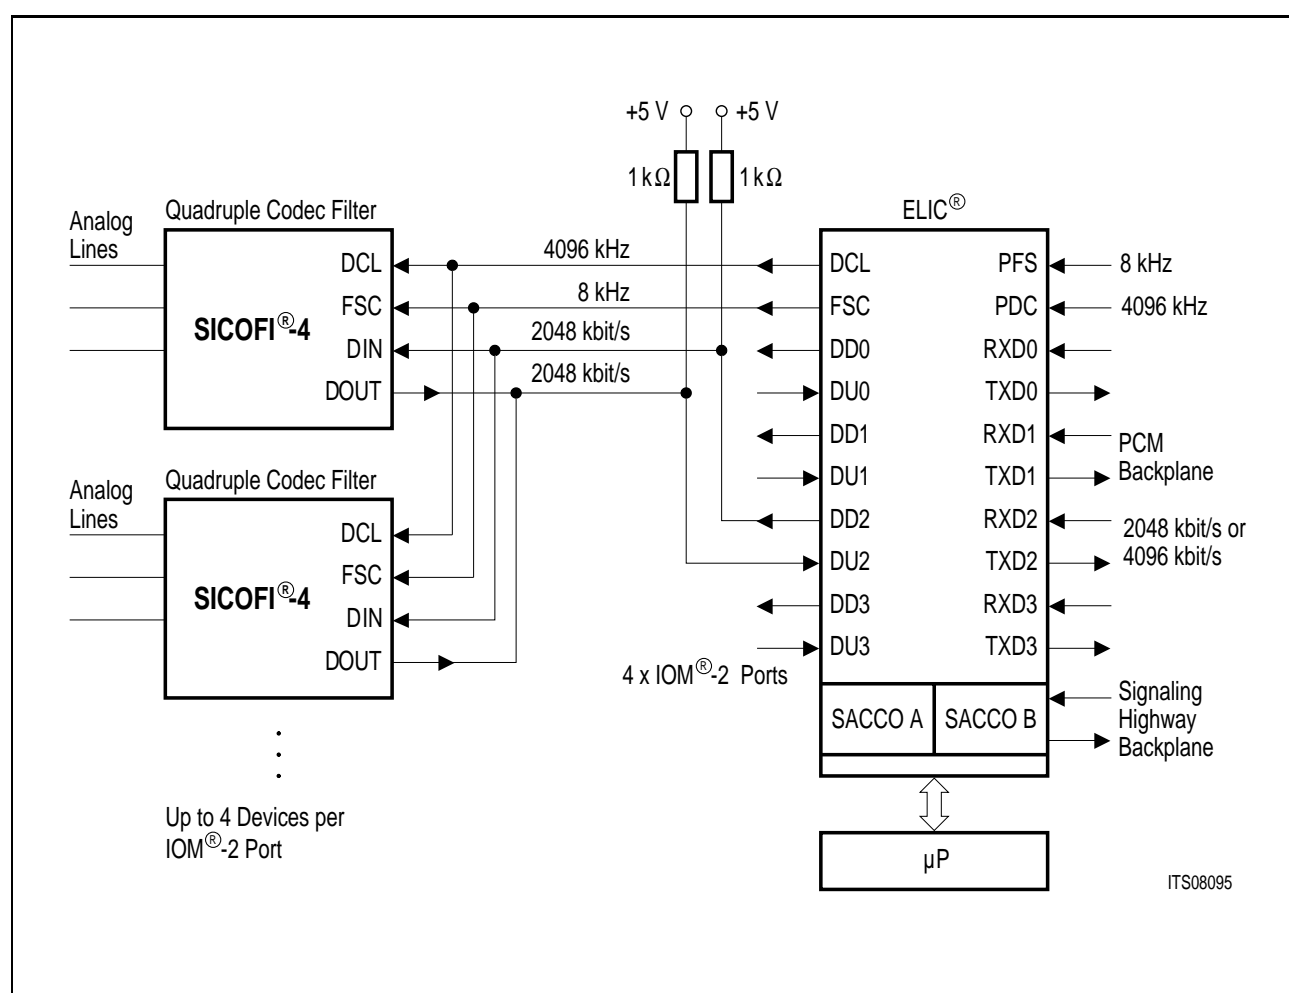 +5 V +5 V
1 kΩ 1 kΩ
Quadruple Codec Filter
ELIC®
Analog
Lines
DCL
FSC
SICOFI®-4
DIN
DOUT
4096 kHz
8 kHz
2048 kbit/s
2048 kbit/s
Quadruple Codec Filter
Analog
Lines
DCL
FSC
SICOFI®-4
DIN
DOUT
Up to 4 Devices per
IOM®-2 Port
DCL PFS 8 kHz
FSC PDC 4096 kHz
DD0 RXD0
DU0 TXD0
DD1 RXD1
DU1 TXD1
DD2 RXD2
DU2 TXD2
DD3 RXD3
DU3 TXD3
PCM
Backplane
2048 kbit/s or
4096 kbit/s
4 x IOM®-2 Ports
SACCO A SACCO B
Signaling
Highway
Backplane
µP
ITS08095